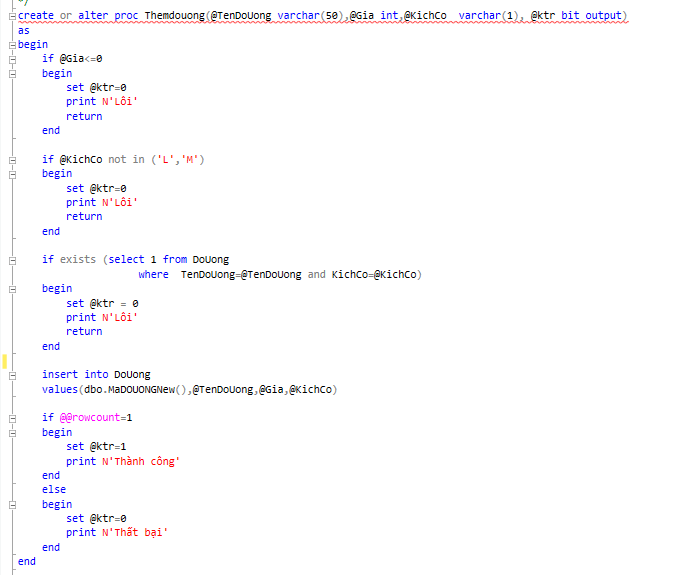 */
create or alter proc Themdouong(@TenDoUong varchar(50),@Gia int,@KichCo  varchar(1), @ktr bit output)
as
begin
    if @Gia<=0
    begin
        set @ktr=0
        print N'Lỗi'
        return
    end
    if @KichCo not in ('L','M')
    begin
        set @ktr=0
        print N'Lỗi'
        return
    end
    if exists (select 1 from DoUong
                    where  TenDoUong=@TenDoUong and KichCo=@KichCo)
    begin
        set @ktr = 0
        print N'Lỗi'
        return
    end
    insert into DoUong
    values(dbo.MaDOUONGNew(),@TenDoUong,@Gia,@KichCo)
    if @@rowcount=1
    begin
        set @ktr=1
        print N'Thành công'
    end
    else
    begin
        set @ktr=0
        print N'Thất bại'
    end
end